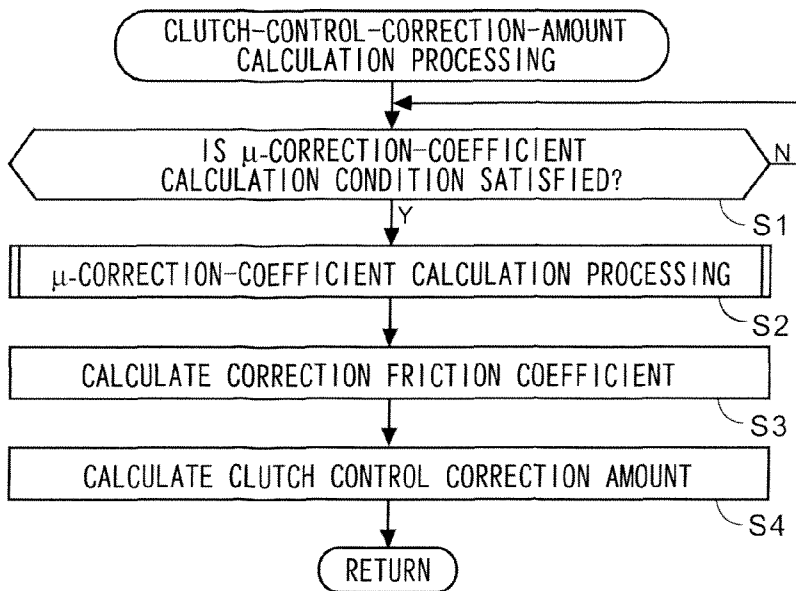 CLUTCH-CONTROL-CORRECTION-AMOUNT
CALCULATION PROCESSING
IS μ-CORRECTION-COEFFICIENT
CALCULATION CONDITION SATISFIED?
N
Y
S1
μ-CORRECTION-COEFFICIENT CALCULATION PROCESSING
S2
CALCULATE CORRECTION FRICTION COEFFICIENT
S3
CALCULATE CLUTCH CONTROL CORRECTION AMOUNT
S4
RETURN